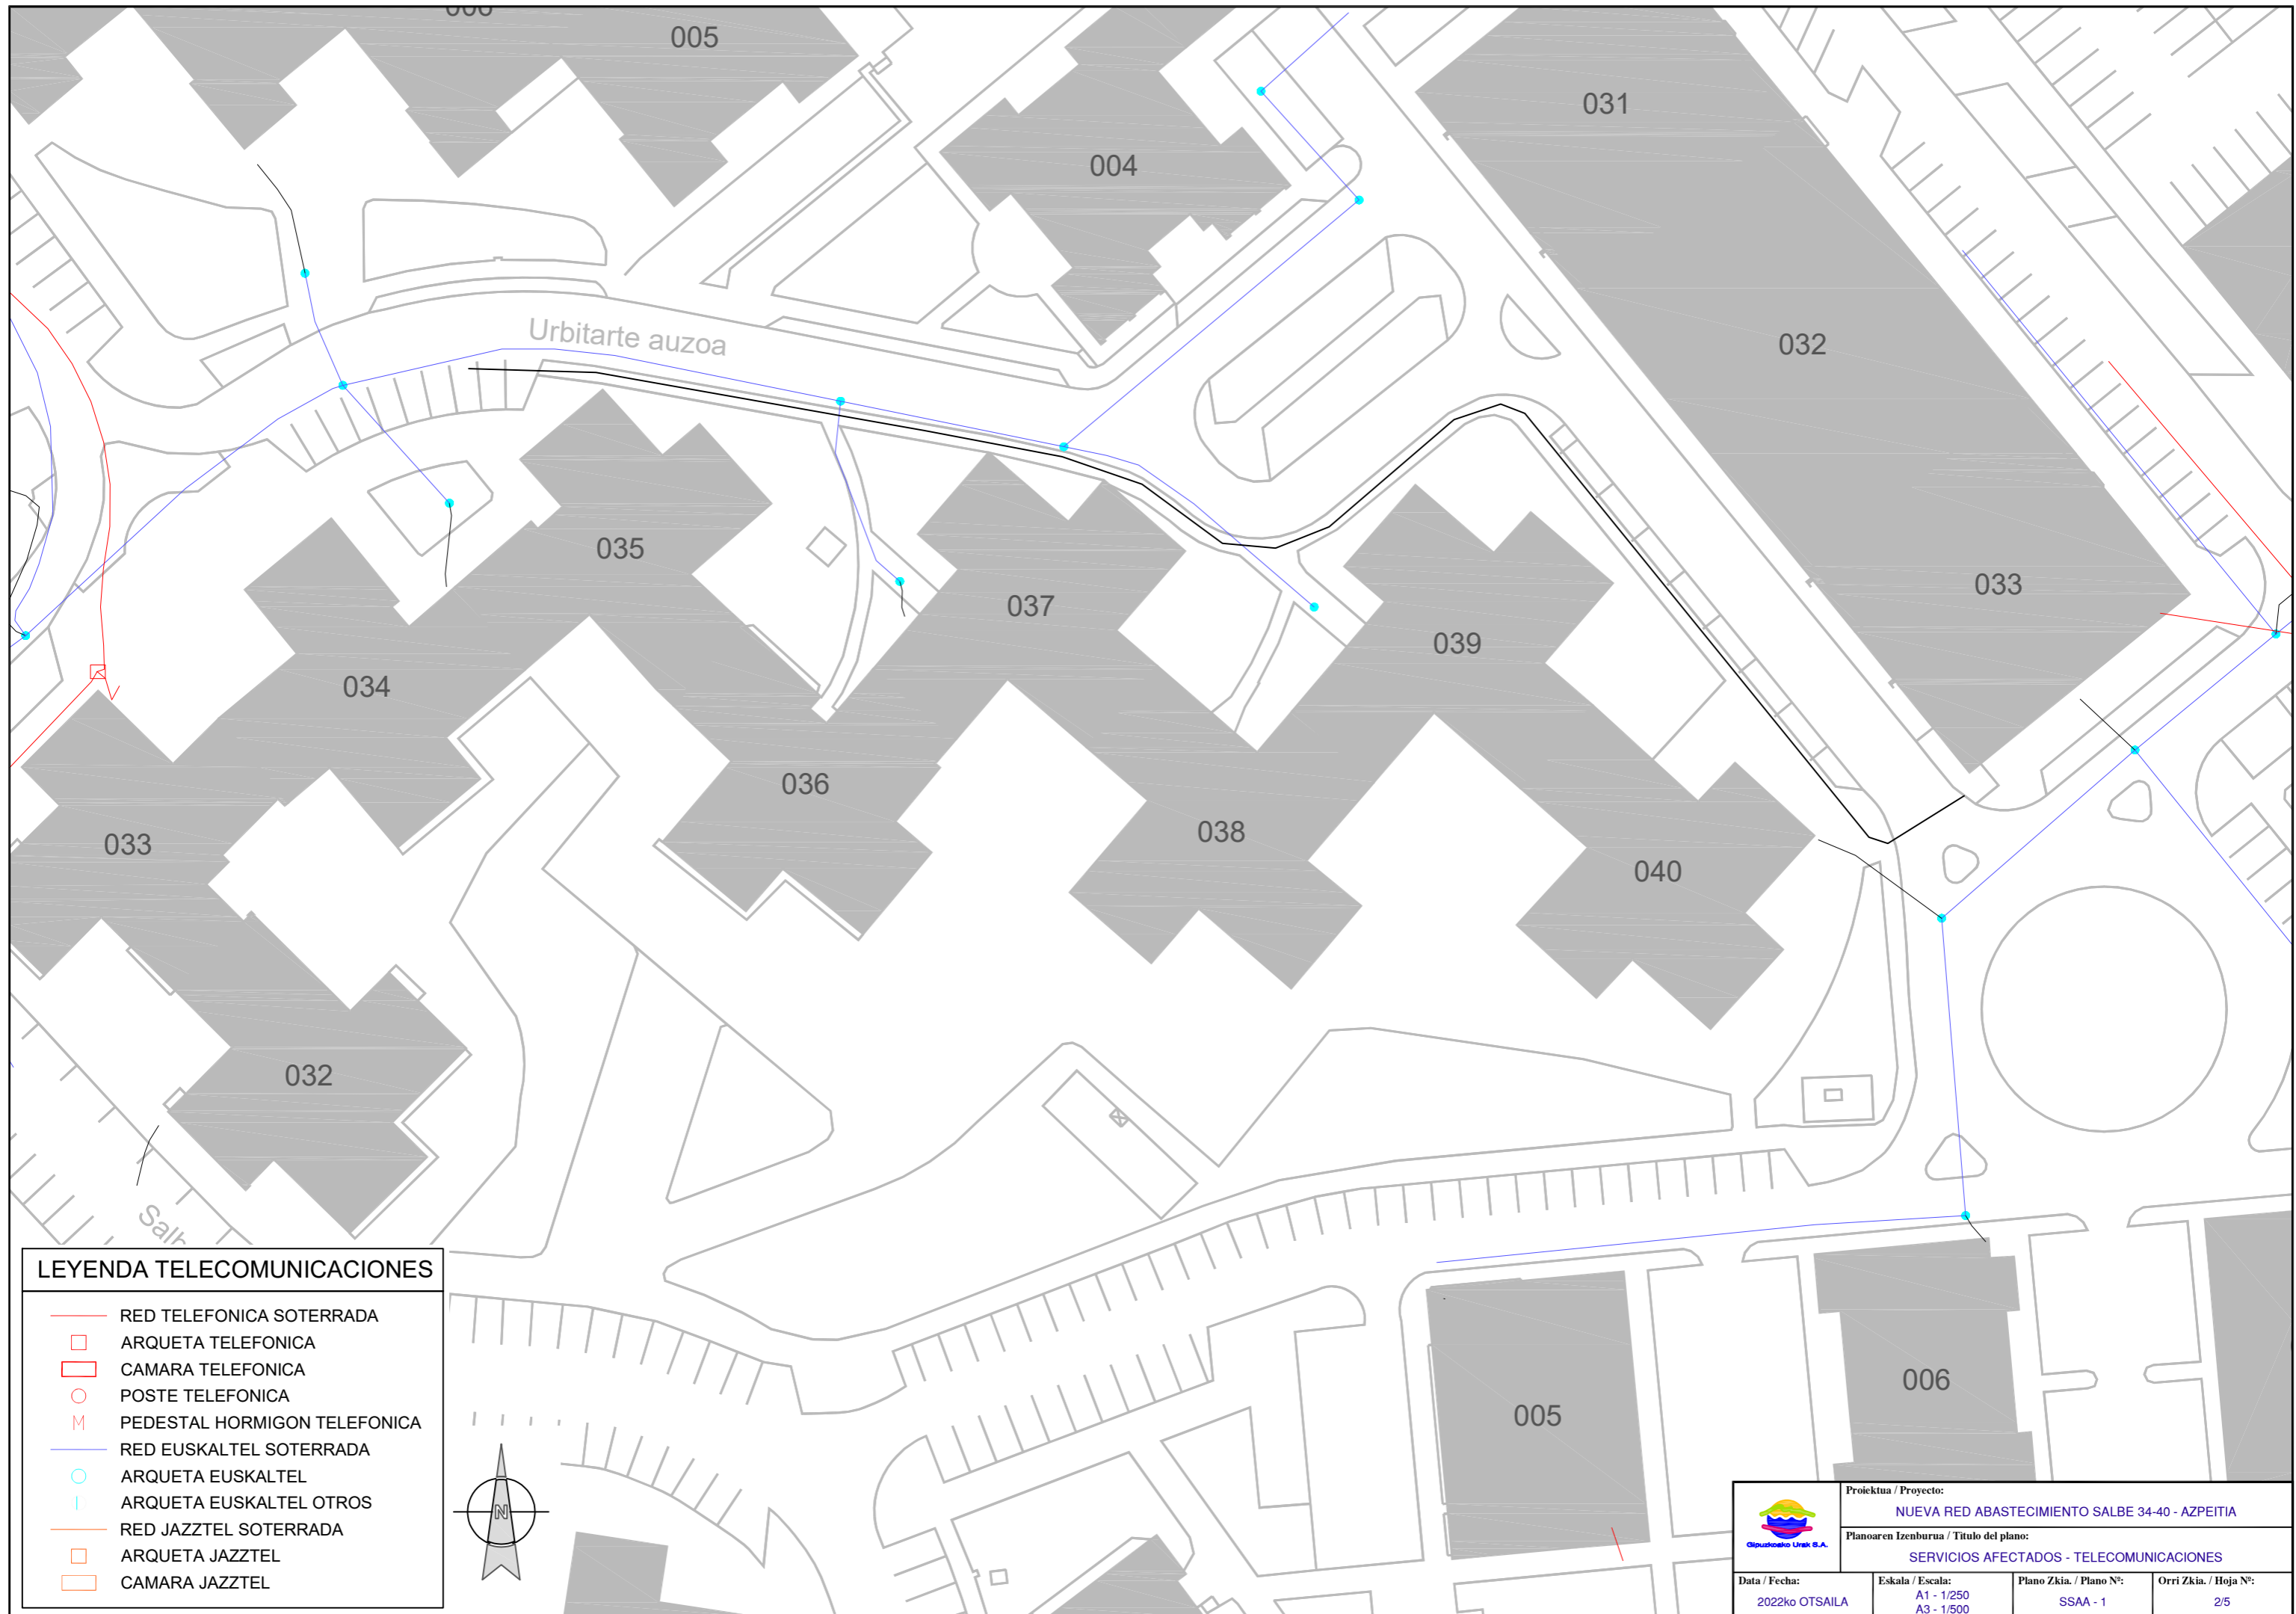 005
004
031
032
033
Urbitarte auzoa
035
037
039
034
036
038
040
033
032
005
006
LEYENDA TELECOMUNICACIONES
RED TELEFONICA SOTERRADA
ARQUETA TELEFONICA
CAMARA TELEFONICA
POSTE TELEFONICA
M PEDESTAL HORMIGON TELEFONICA
RED EUSKALTEL SOTERRADA
ARQUETA EUSKALTEL
ARQUETA EUSKALTEL OTROS
RED JAZZTEL SOTERRADA
ARQUETA JAZZTEL
CAMARA JAZZTEL
N
Gipuzkoako Urak S.A.
Proiektua / Proyecto:
NUEVA RED ABASTECIMIENTO SALBE 34-40 - AZPEITIA
Planoaren Izenburua / Titulo del plano:
SERVICIOS AFECTADOS - TELECOMUNICACIONES
Data / Fecha:
2022ko OTSAILA
Eskala / Escala:
A1 - 1/250
A3 - 1/500
Plano Zkia. / Plano Nº:
SSAA - 1
Orri Zkia. / Hoja Nº:
2/5